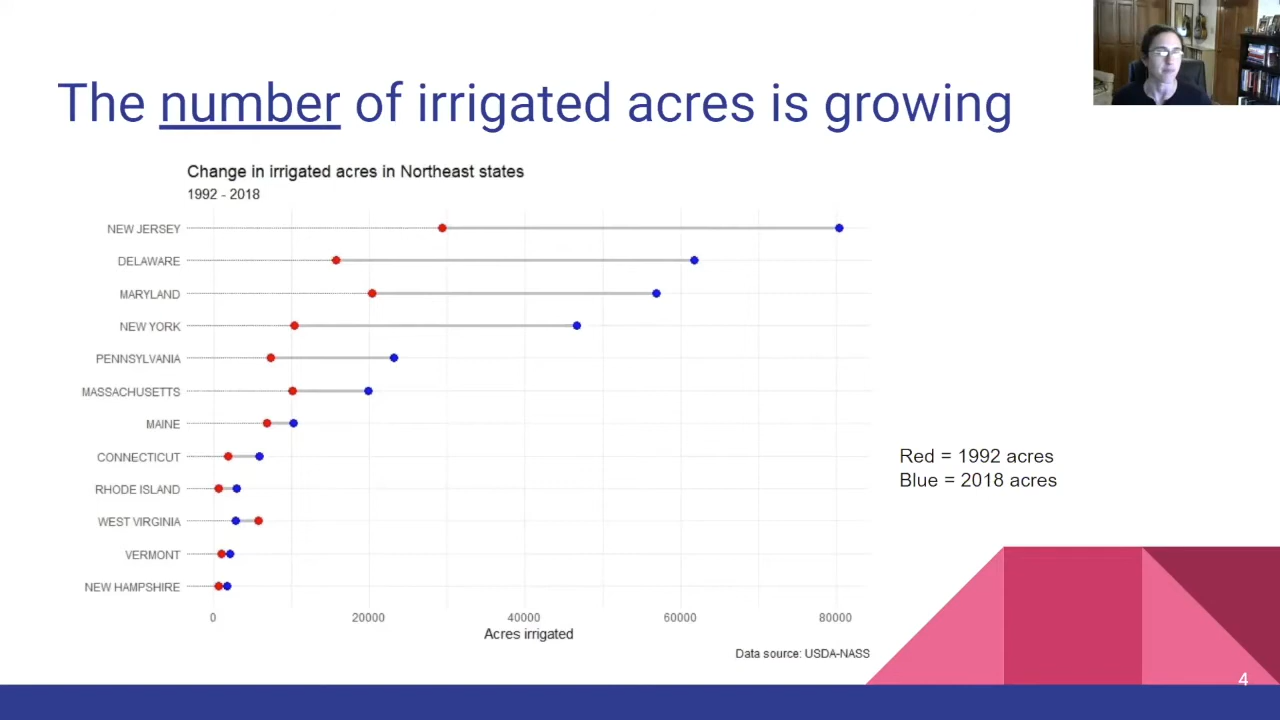 The number of irrigated acres is growing
Change in irrigated acres in Northeast states
1992 - 2018
NEW JERSEY
DELAWARE
MARYLAND
NEW YORK
PENNSYLVANIA
MASSACHUSETTS
MAINE
CONNECTICUT
RHODE ISLAND
WEST VIRGINIA
VERMONT
NEW HAMPSHIRE
0 20000 40000 60000 80000
Acres irrigated
Data source: USDA-NASS
Red = 1992 acres
Blue = 2018 acres
4